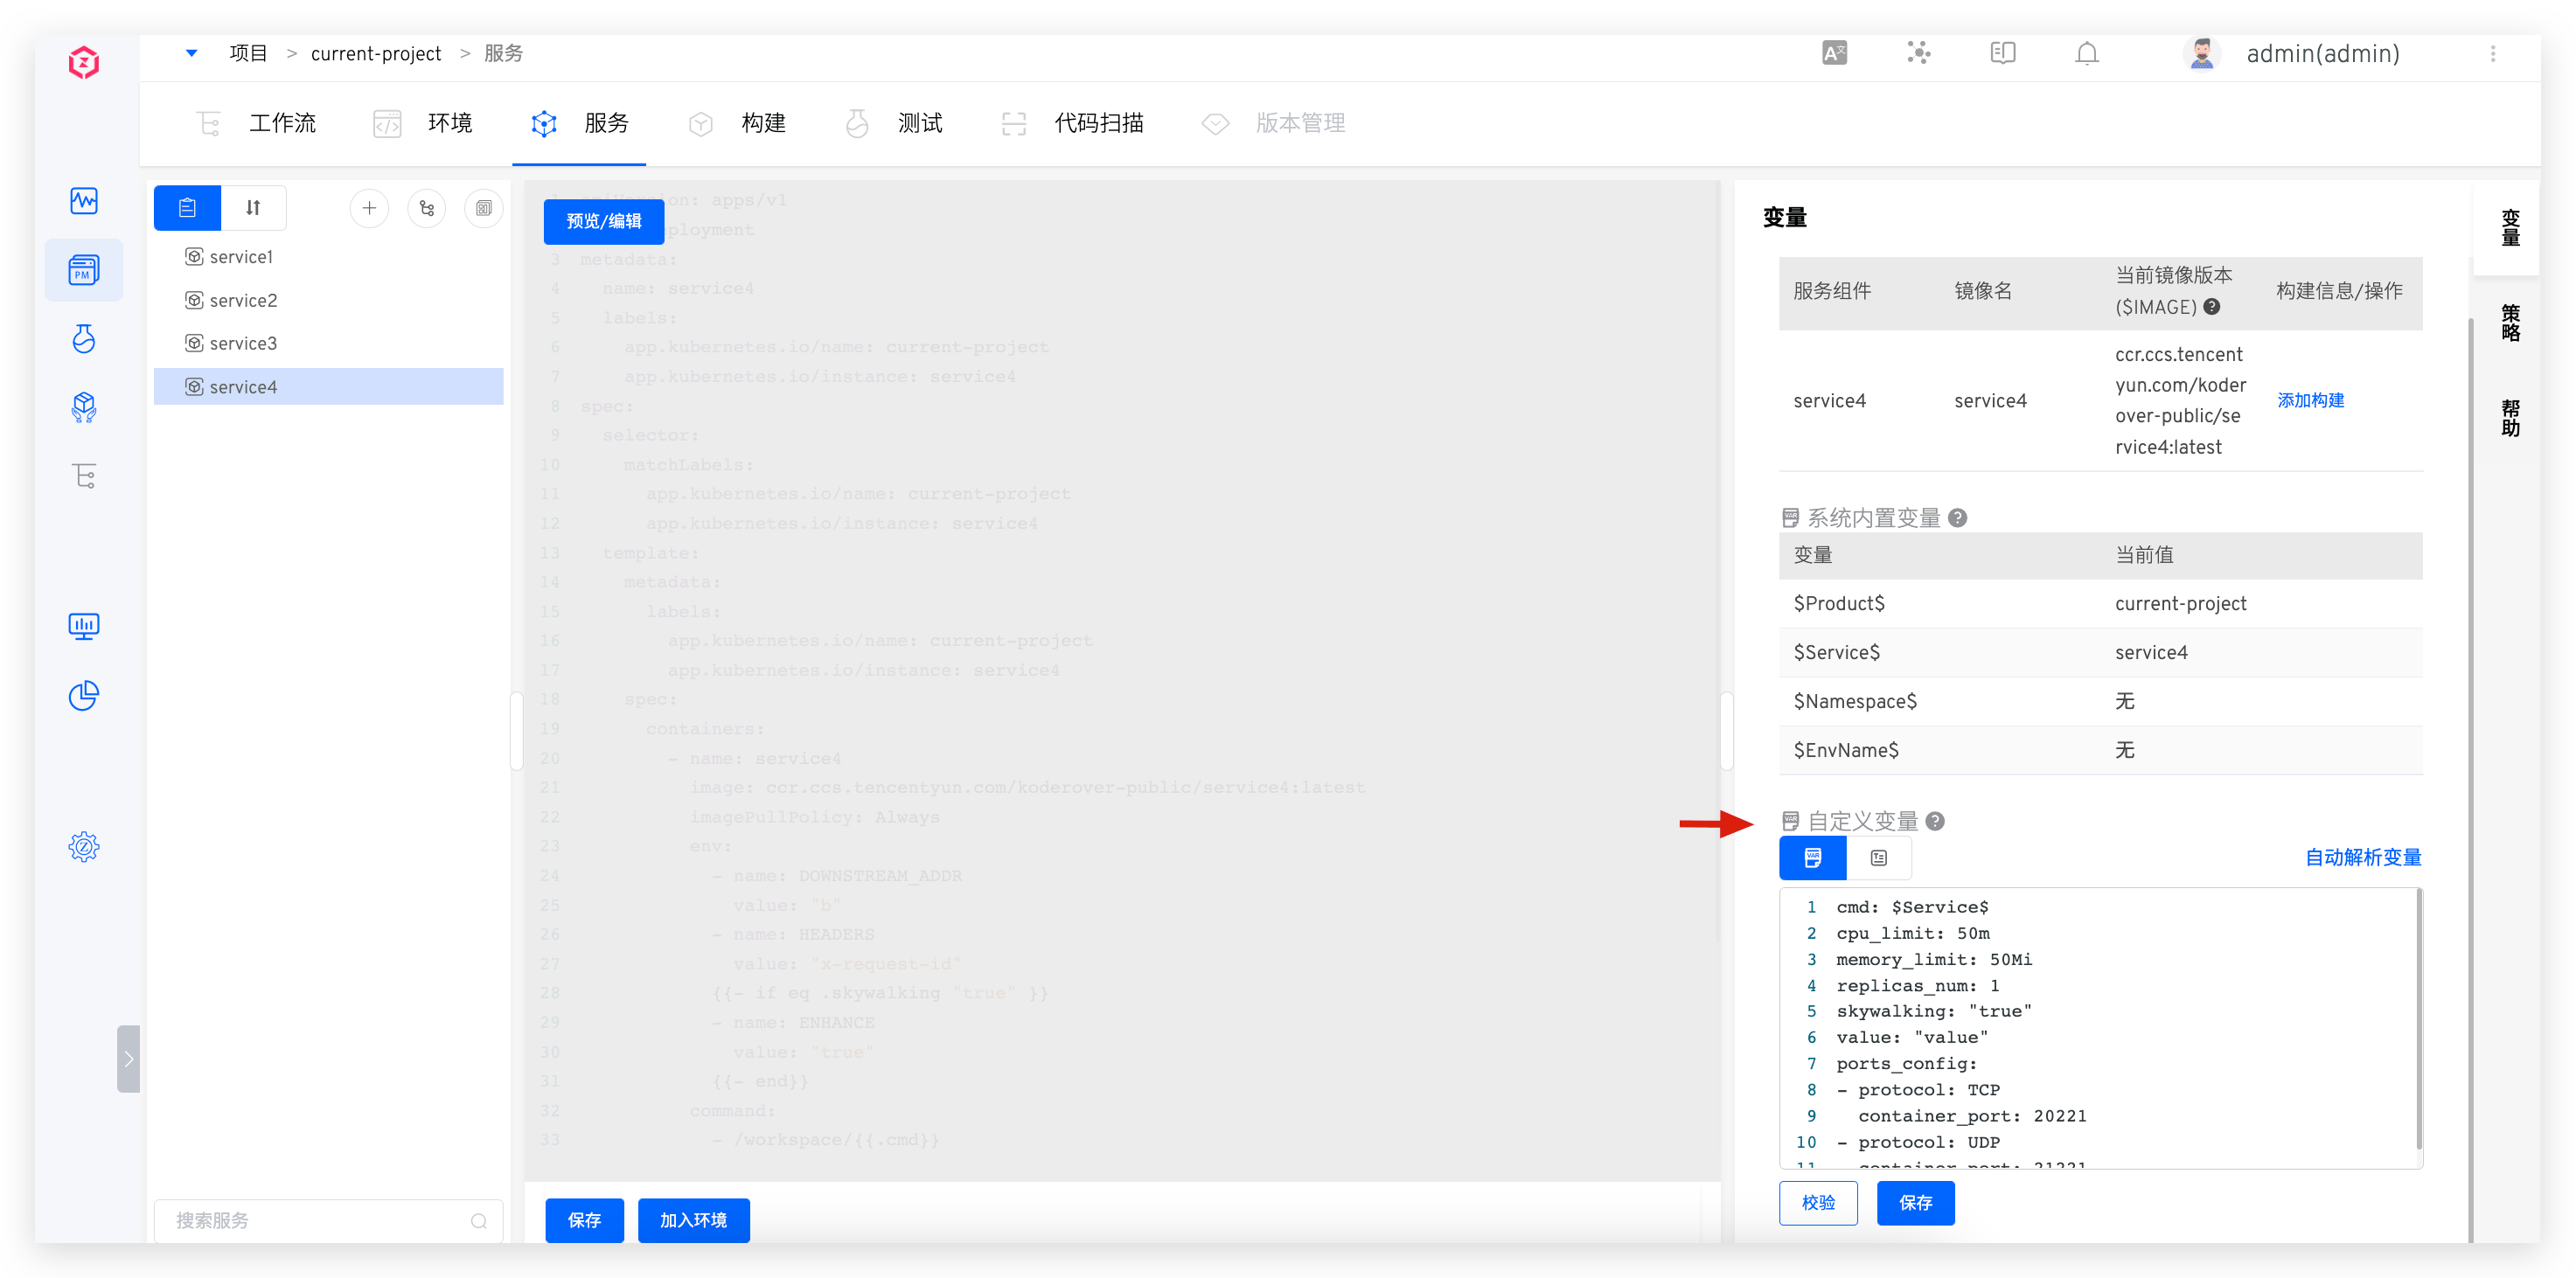 项目 > current-project > 服务
admin(admin)
工作流 环境 服务 构建 测试 代码扫描 版本管理
PM
service1
service2
service3
service4
搜索服务
预览/编辑
: apps/v1
ployment
3 metadata:
4 name: service4
5 labels:
6 app.kubernetes.io/name: current-project
7 app.kubernetes.io/instance: service4
8 spec:
9 selector:
10 matchLabels:
11 app.kubernetes.io/name: current-project
12 app.kubernetes.io/instance: service4
13 template:
14 metadata:
15 labels:
16 app.kubernetes.io/name: current-project
17 app.kubernetes.io/instance: service4
18 spec:
19 containers:
20 - name: service4
21 image: ccr.ccs.tencentyun.com/koderover-public/service4:latest
22 imagePullPolicy: Always
23 env:
24 - name: DOWNSTREAM_ADDR
25 value: "b"
26 - name: HEADERS
27 value: "x-request-id"
28 {{- if eq .skywalking "true" }}
29 - name: ENHANCE
30 value: "true"
31 {{- end}}
32 command:
33 - /workspace/{{.cmd}}
保存 加入环境
变量
服务组件 镜像名 当前镜像版本 ($IMAGE) 构建信息/操作
service4 service4 ccr.ccs.tencent
yun.com/koder
over-public/se
rvice4:latest
添加构建
系统内置变量
变量 当前值
$Product$ current-project
$Service$ service4
$Namespace$ 无
$EnvName$ 无
自定义变量
自动解析变量
1 cmd: $Service$
2 cpu_limit: 50m
3 memory_limit: 50Mi
4 replicas_num: 1
5 skywalking: "true"
6 value: "value"
7 ports_config:
8 - protocol: TCP
9 container_port: 20221
10 - protocol: UDP
11 container_port: 21221
校验 保存
变量
策略
帮助